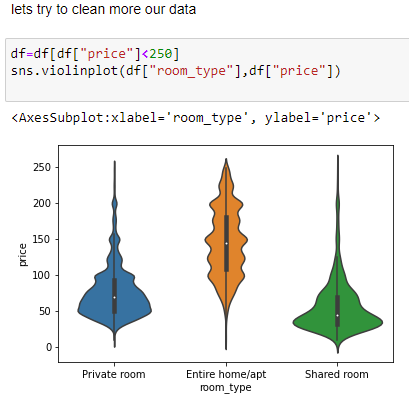 lets try to clean more our data
df=df[df["price"]<250]
sns.violinplot(df["room_type"],df["price"])
<AxesSubplot:xlabel='room_type', ylabel='price'>
250
200
150
100
50
0
price
Private room Entire home/apt Shared room
room_type